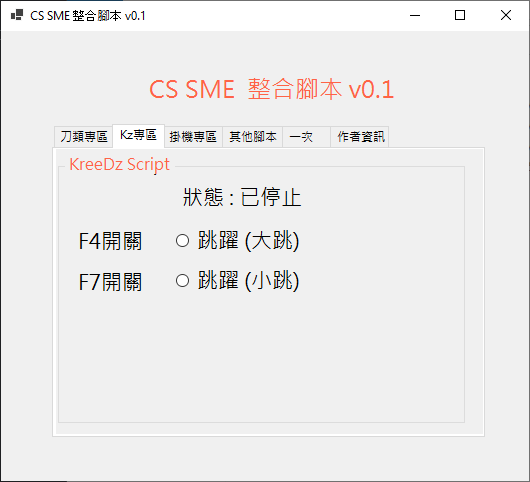 CS SME 整合腳本 v0.1
CS SME 整合腳本 v0.1
刀類專區 Kz專區 掛機專區 其他腳本 一次 作者資訊
KreeDz Script
狀態 : 已停止
F4開關 跳躍 (大跳)
F7開關 跳躍 (小跳)